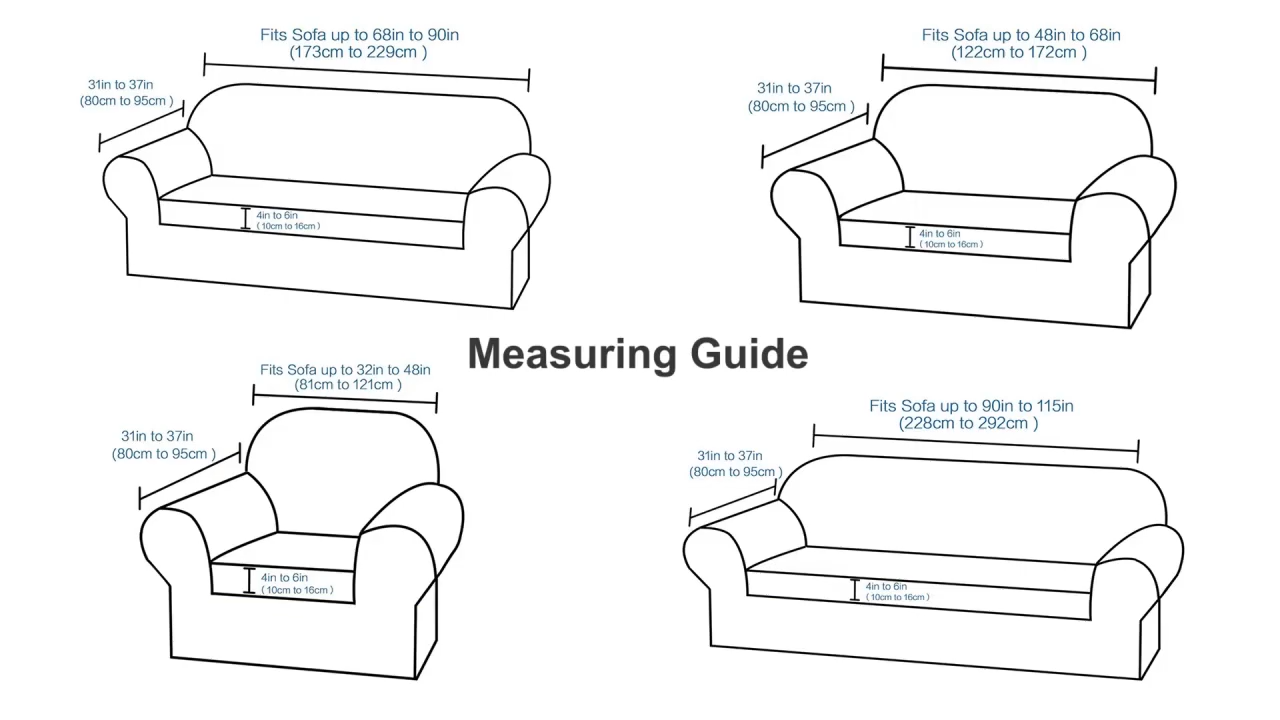 Fits Sofa up to 68in to 90in
(173cm to 229cm )
31in to 37in
(80cm to 95cm )
4in to 6in
( 10cm to 16cm )
Fits Sofa up to 48in to 68in
(122cm to 172cm )
31in to 37in
(80cm to 95cm )
4in to 6in
( 10cm to 16cm )
Measuring Guide
Fits Sofa up to 32in to 48in
(81cm to 121cm )
31in to 37in
(80cm to 95cm )
4in to 6in
( 10cm to 16cm )
Fits Sofa up to 90in to 115in
(228cm to 292cm )
31in to 37in
(80cm to 95cm )
4in to 6in
( 10cm to 16cm )